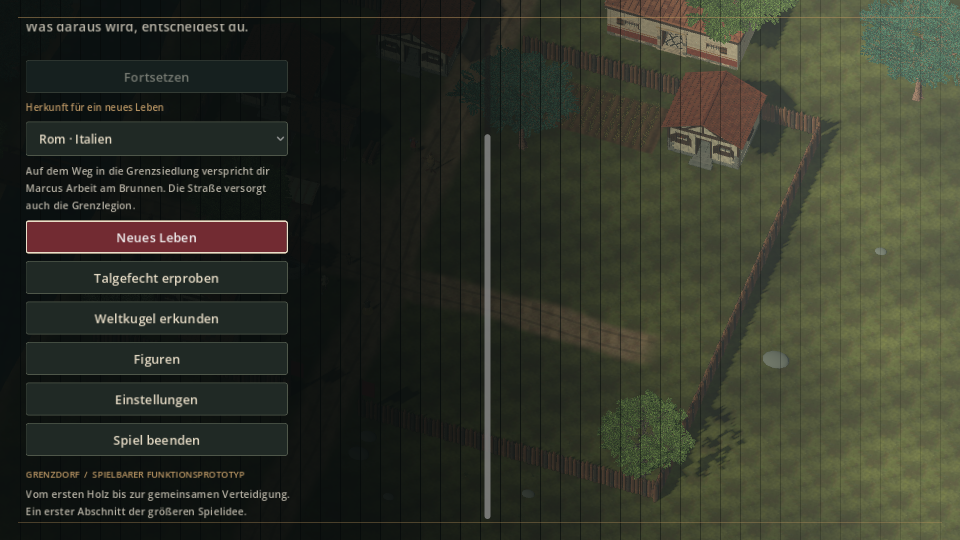 Was daraus wird, entscheidest du.
Fortsetzen
Herkunft für ein neues Leben
Rom · Italien
Auf dem Weg in die Grenzsiedlung verspricht dir
Marcus Arbeit am Brunnen. Die Straße versorgt
auch die Grenzlegion.
Neues Leben
Talgefecht erproben
Weltkugel erkunden
Figuren
Einstellungen
Spiel beenden
GRENZDORF / SPIELBARER FUNKTIONSPROTOTYP
Vom ersten Holz bis zur gemeinsamen Verteidigung.
Ein erster Abschnitt der größeren Spielidee.